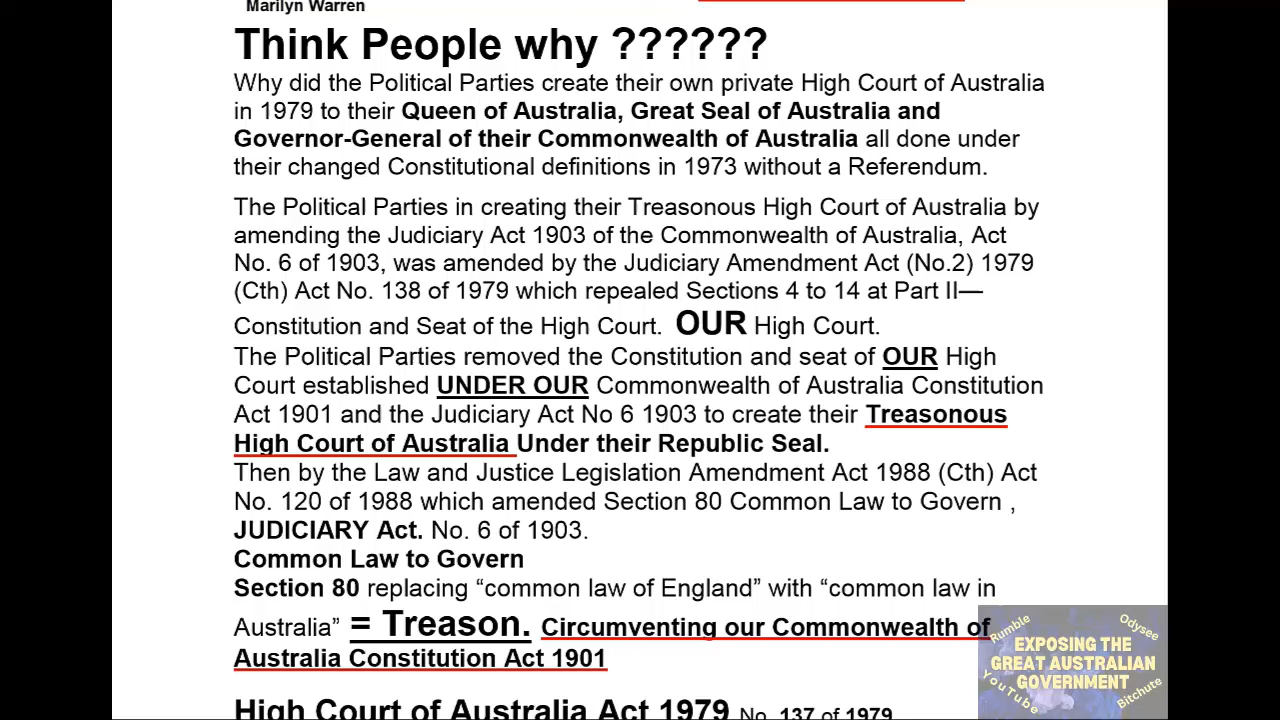 Marilyn Warren
Think People why ??????
Why did the Political Parties create their own private High Court of Australia
in 1979 to their Queen of Australia, Great Seal of Australia and
Governor-General of their Commonwealth of Australia all done under
their changed Constitutional definitions in 1973 without a Referendum.
The Political Parties in creating their Treasonous High Court of Australia by
amending the Judiciary Act 1903 of the Commonwealth of Australia, Act
No. 6 of 1903, was amended by the Judiciary Amendment Act (No.2) 1979
(Cth) Act No. 138 of 1979 which repealed Sections 4 to 14 at Part II—
Constitution and Seat of the High Court. OUR High Court.
The Political Parties removed the Constitution and seat of OUR High
Court established UNDER OUR Commonwealth of Australia Constitution
Act 1901 and the Judiciary Act No 6 1903 to create their Treasonous
High Court of Australia Under their Republic Seal.
Then by the Law and Justice Legislation Amendment Act 1988 (Cth) Act
No. 120 of 1988 which amended Section 80 Common Law to Govern ,
JUDICIARY Act. No. 6 of 1903.
Common Law to Govern
Section 80 replacing “common law of England” with “common law in
Australia” = Treason. Circumventing our Commonwealth of
Australia Constitution Act 1901
High Court of Australia Act 1979 No. 137 of 1979
Rumble
Odysee
EXPOSING THE
GREAT AUSTRALIAN
GOVERNMENT
YouTube
Bitchute